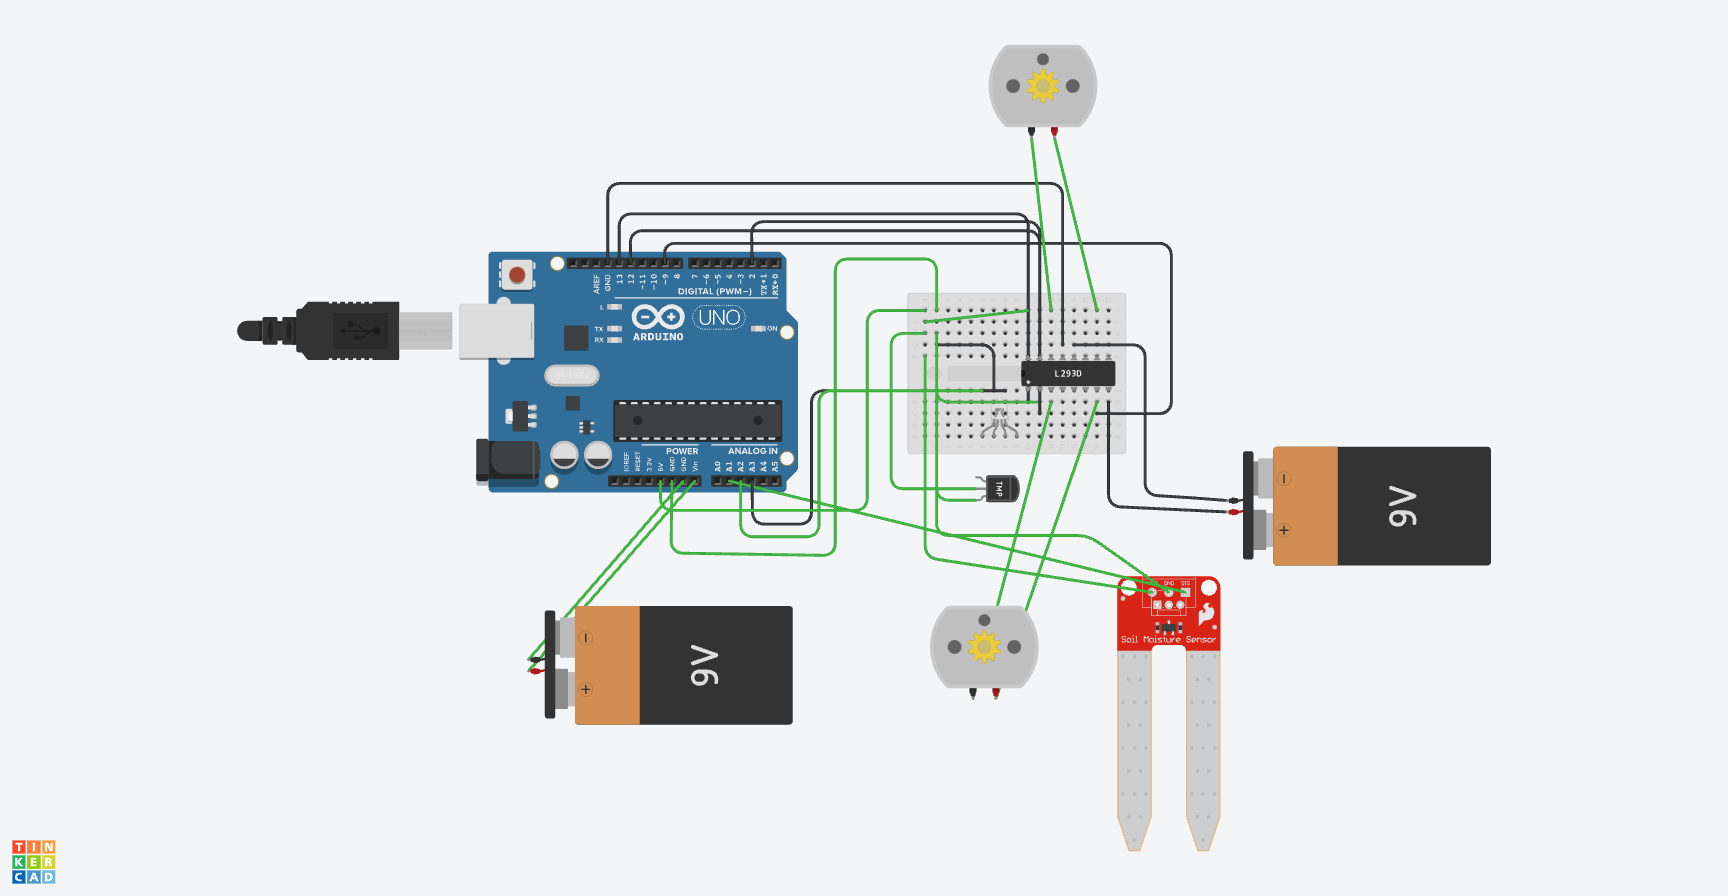 AREF
GND
13
12
~11
~10
~9
8
7
~6
~5
4
~3
2
TX→1
RX←0
DIGITAL (PWM~)
L
TX
RX
ARDUINO
UNO
ON
L293D
POWER
ANALOG IN
IOREF
RESET
3.3V
5V
GND
GND
Vin
A0
A1
A2
A3
A4
A5
TMP
9V
9V
GND
SIG
Soil Moisture Sensor
TIN
KER
CAD